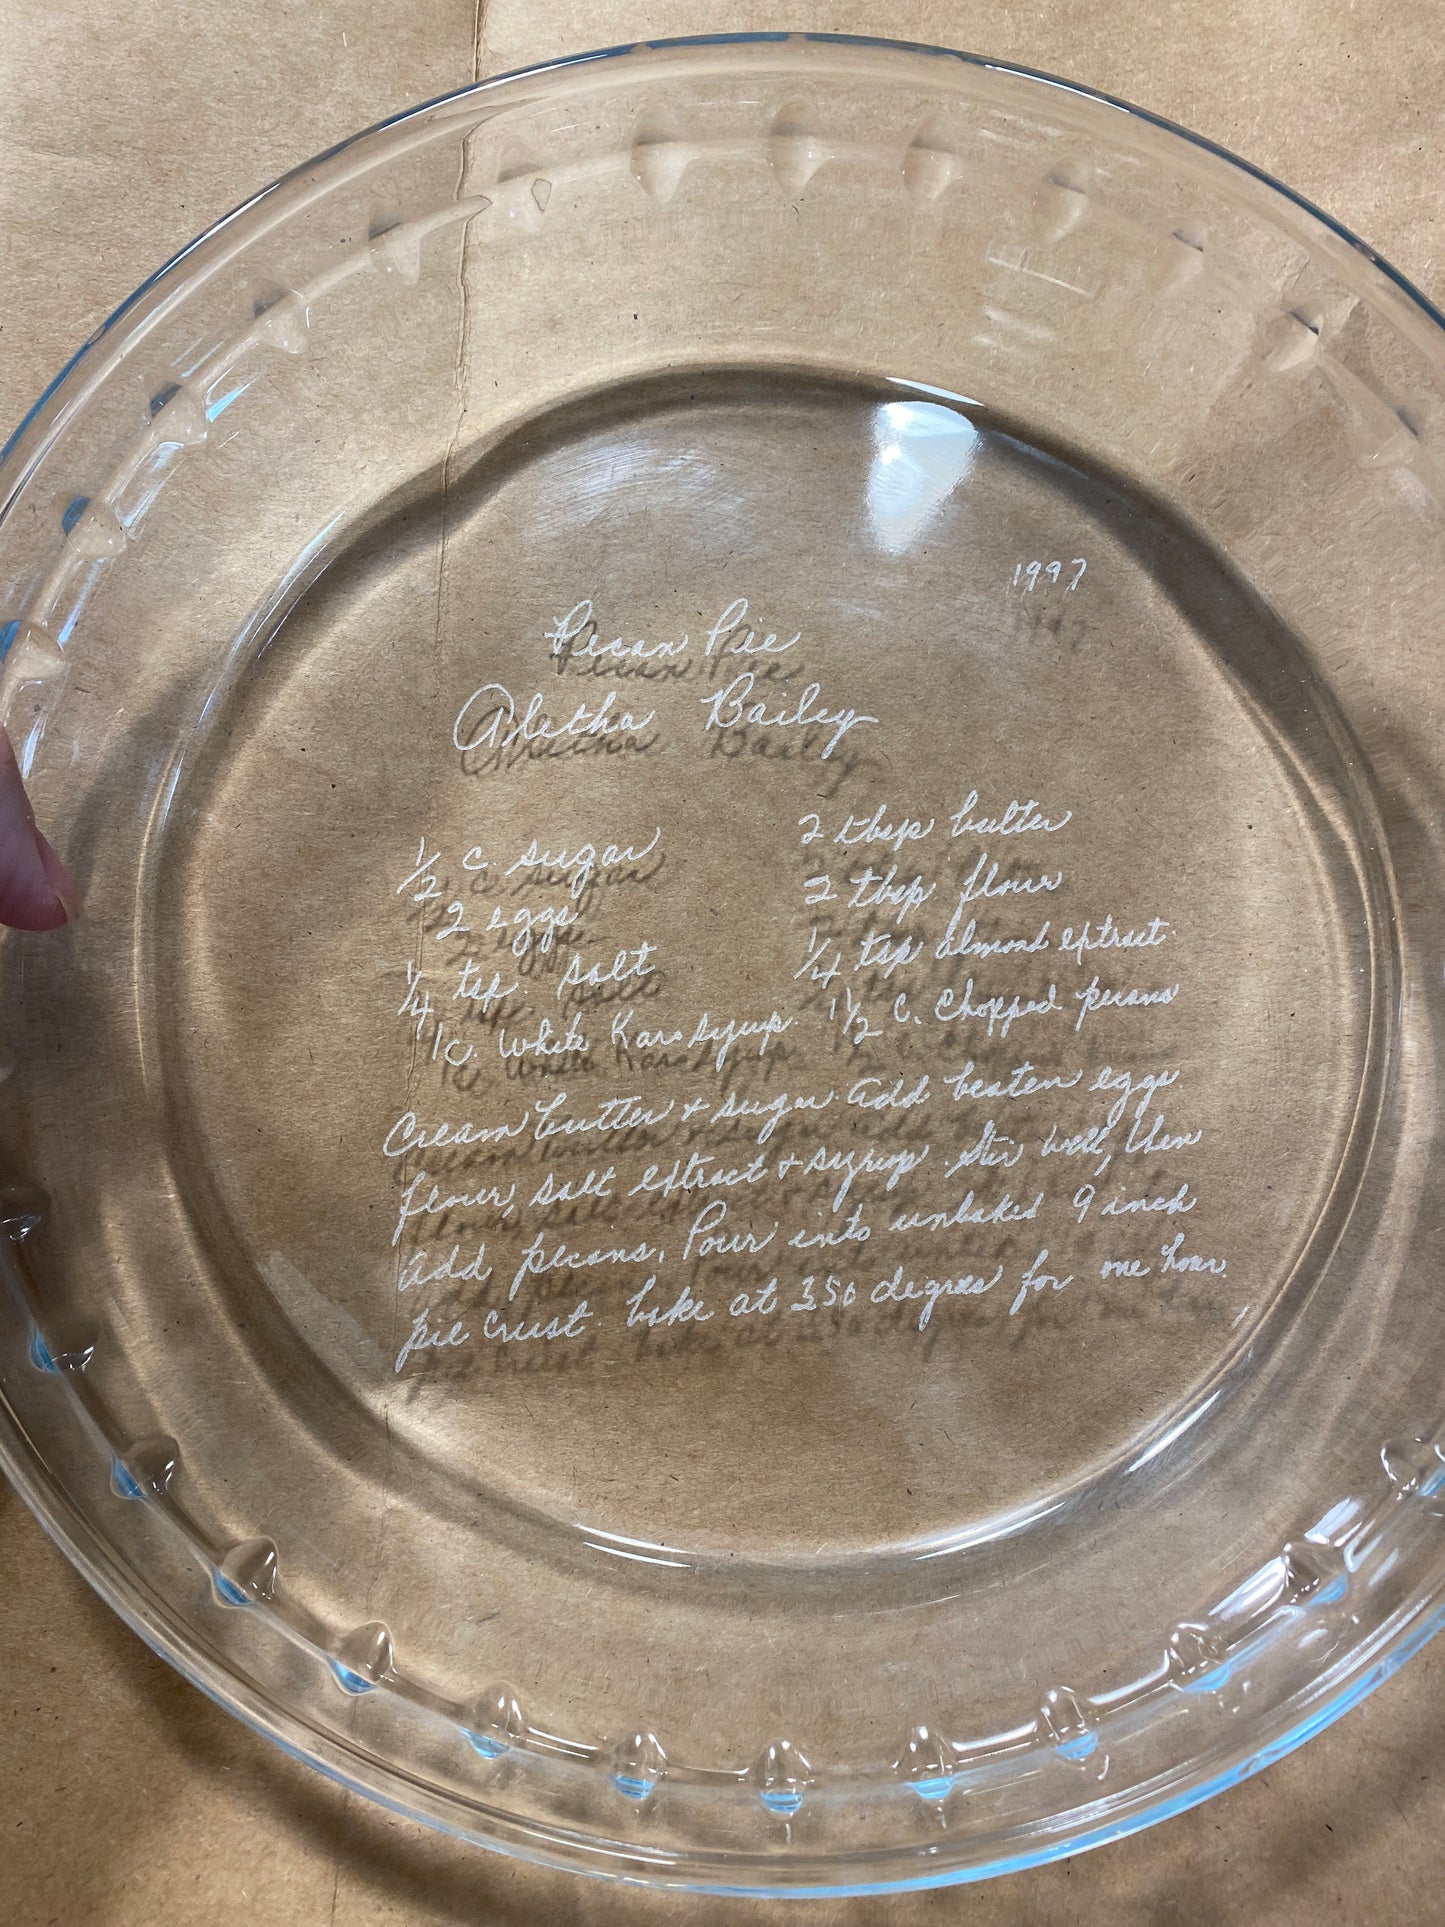 1997
Pecan Pie
Aletha Bailey
1/2 c. sugar
2 eggs
1/4 tsp. salt
1 c. White Karo syrup.
2 tbsp butter
2 tbsp flour
1/4 tsp almond extract
1 1/2 C. Chopped pecans
Cream butter + sugar. Add beaten eggs
flour, salt extract + syrup. Stir well, then
add pecans. Pour into unbaked 9 inch
pie crust. bake at 350 degrees for one hour.